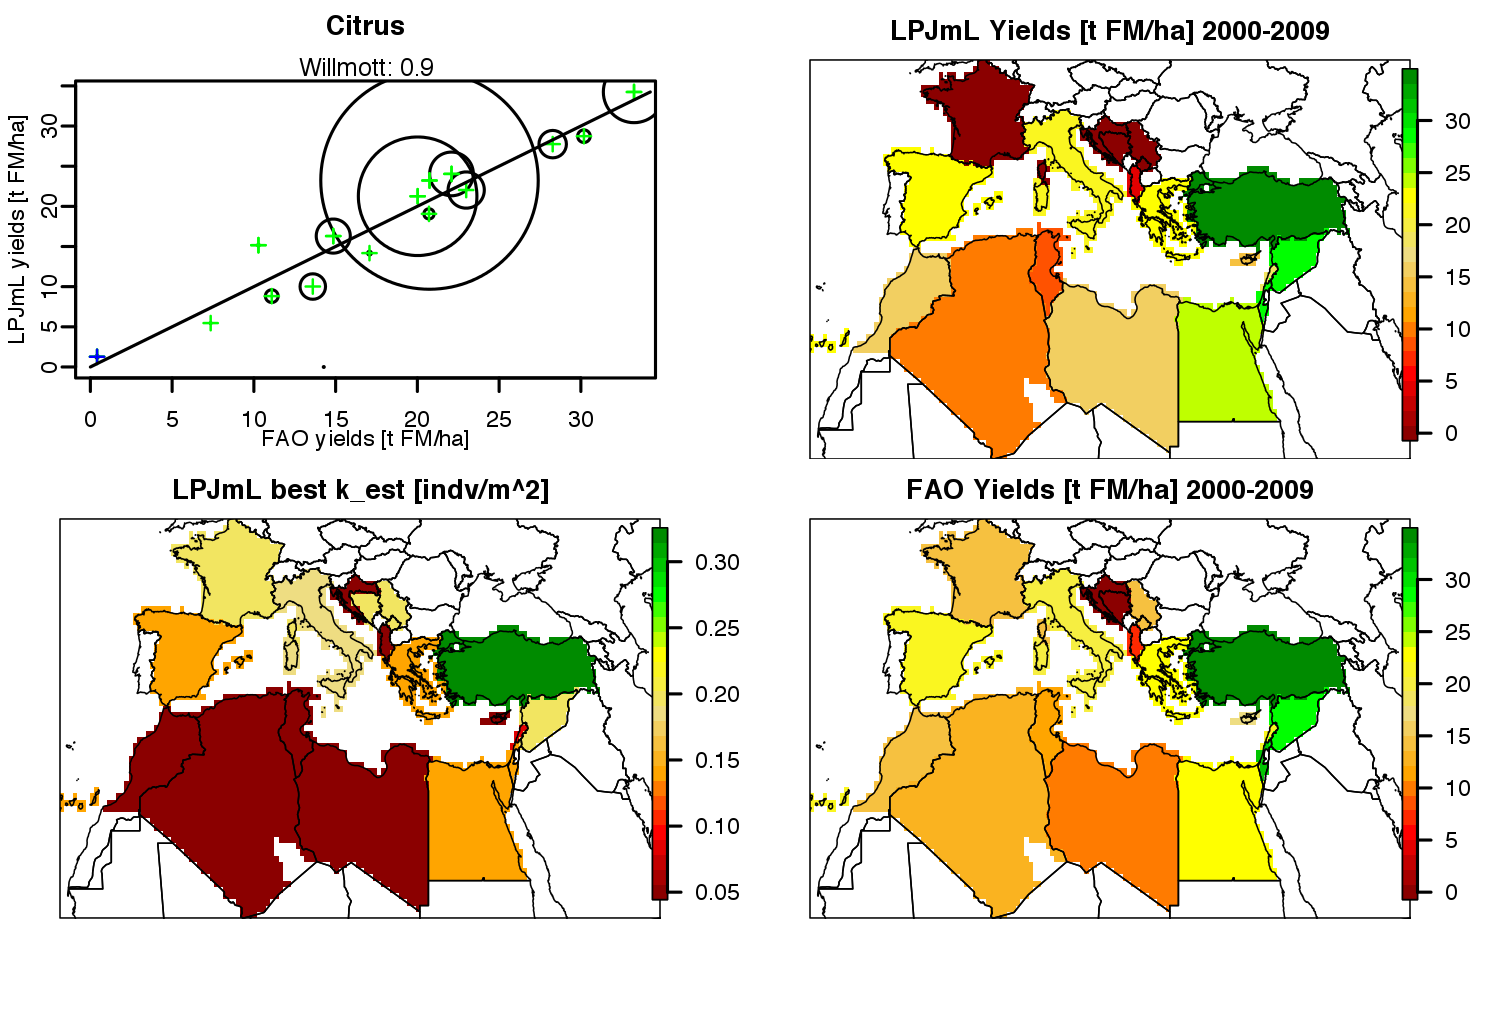 Citrus
Willmott: 0.9
LPJmL yields [t FM/ha]
0 5 10 20 30
0 5 10 15 20 25 30
FAO yields [t FM/ha]
LPJmL Yields [t FM/ha] 2000-2009
30
25
20
15
10
5
0
LPJmL best k_est [indv/m^2]
0.30
0.25
0.20
0.15
0.10
0.05
FAO Yields [t FM/ha] 2000-2009
30
25
20
15
10
5
0